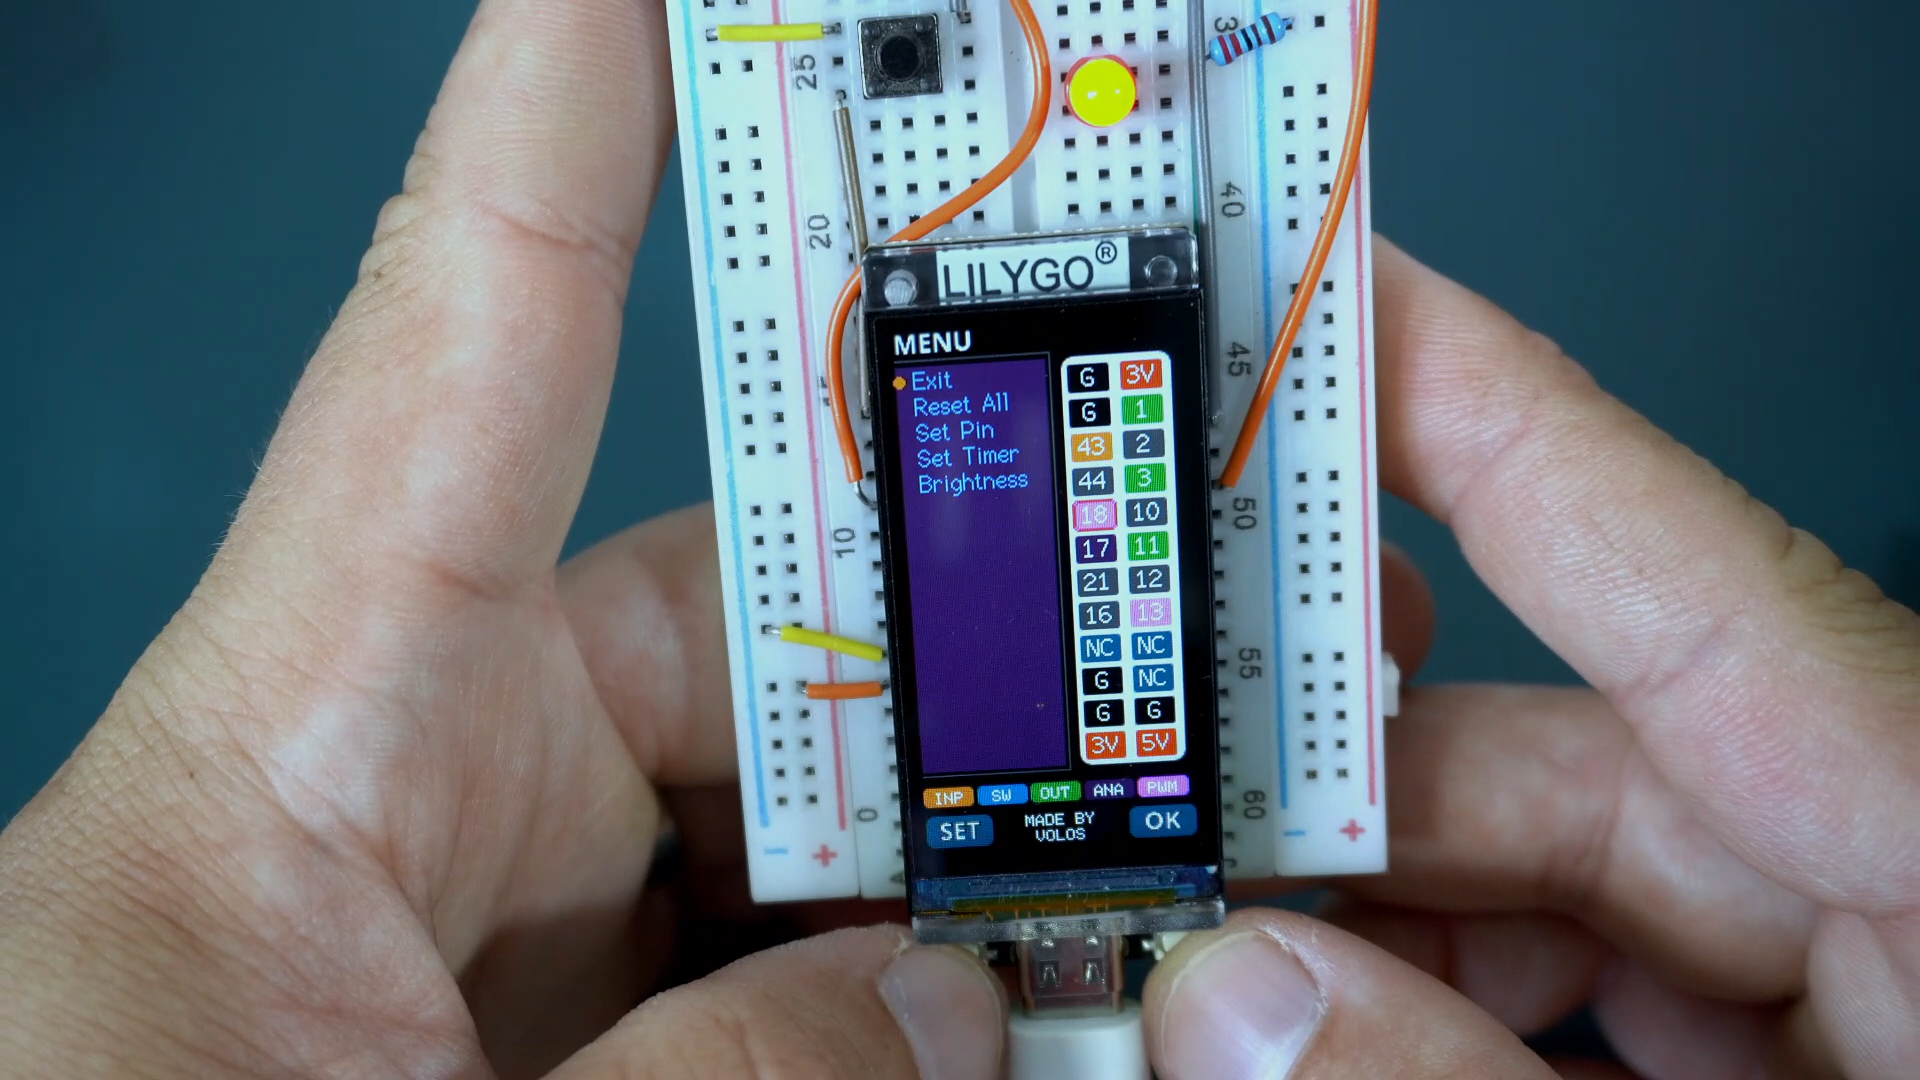 25
3
20
40
LILYGO®
45
MENU
Exit
Reset All
Set Pin
Set Timer
Brightness
G 3V
G 1
43 2
44 3
18 10
17 11
21 12
16 13
NC NC
G NC
G G
3V 5V
50
10
55
INP SW OUT ANA PWM
SET MADE BY OK
VOLOS
0
60
− +
− +